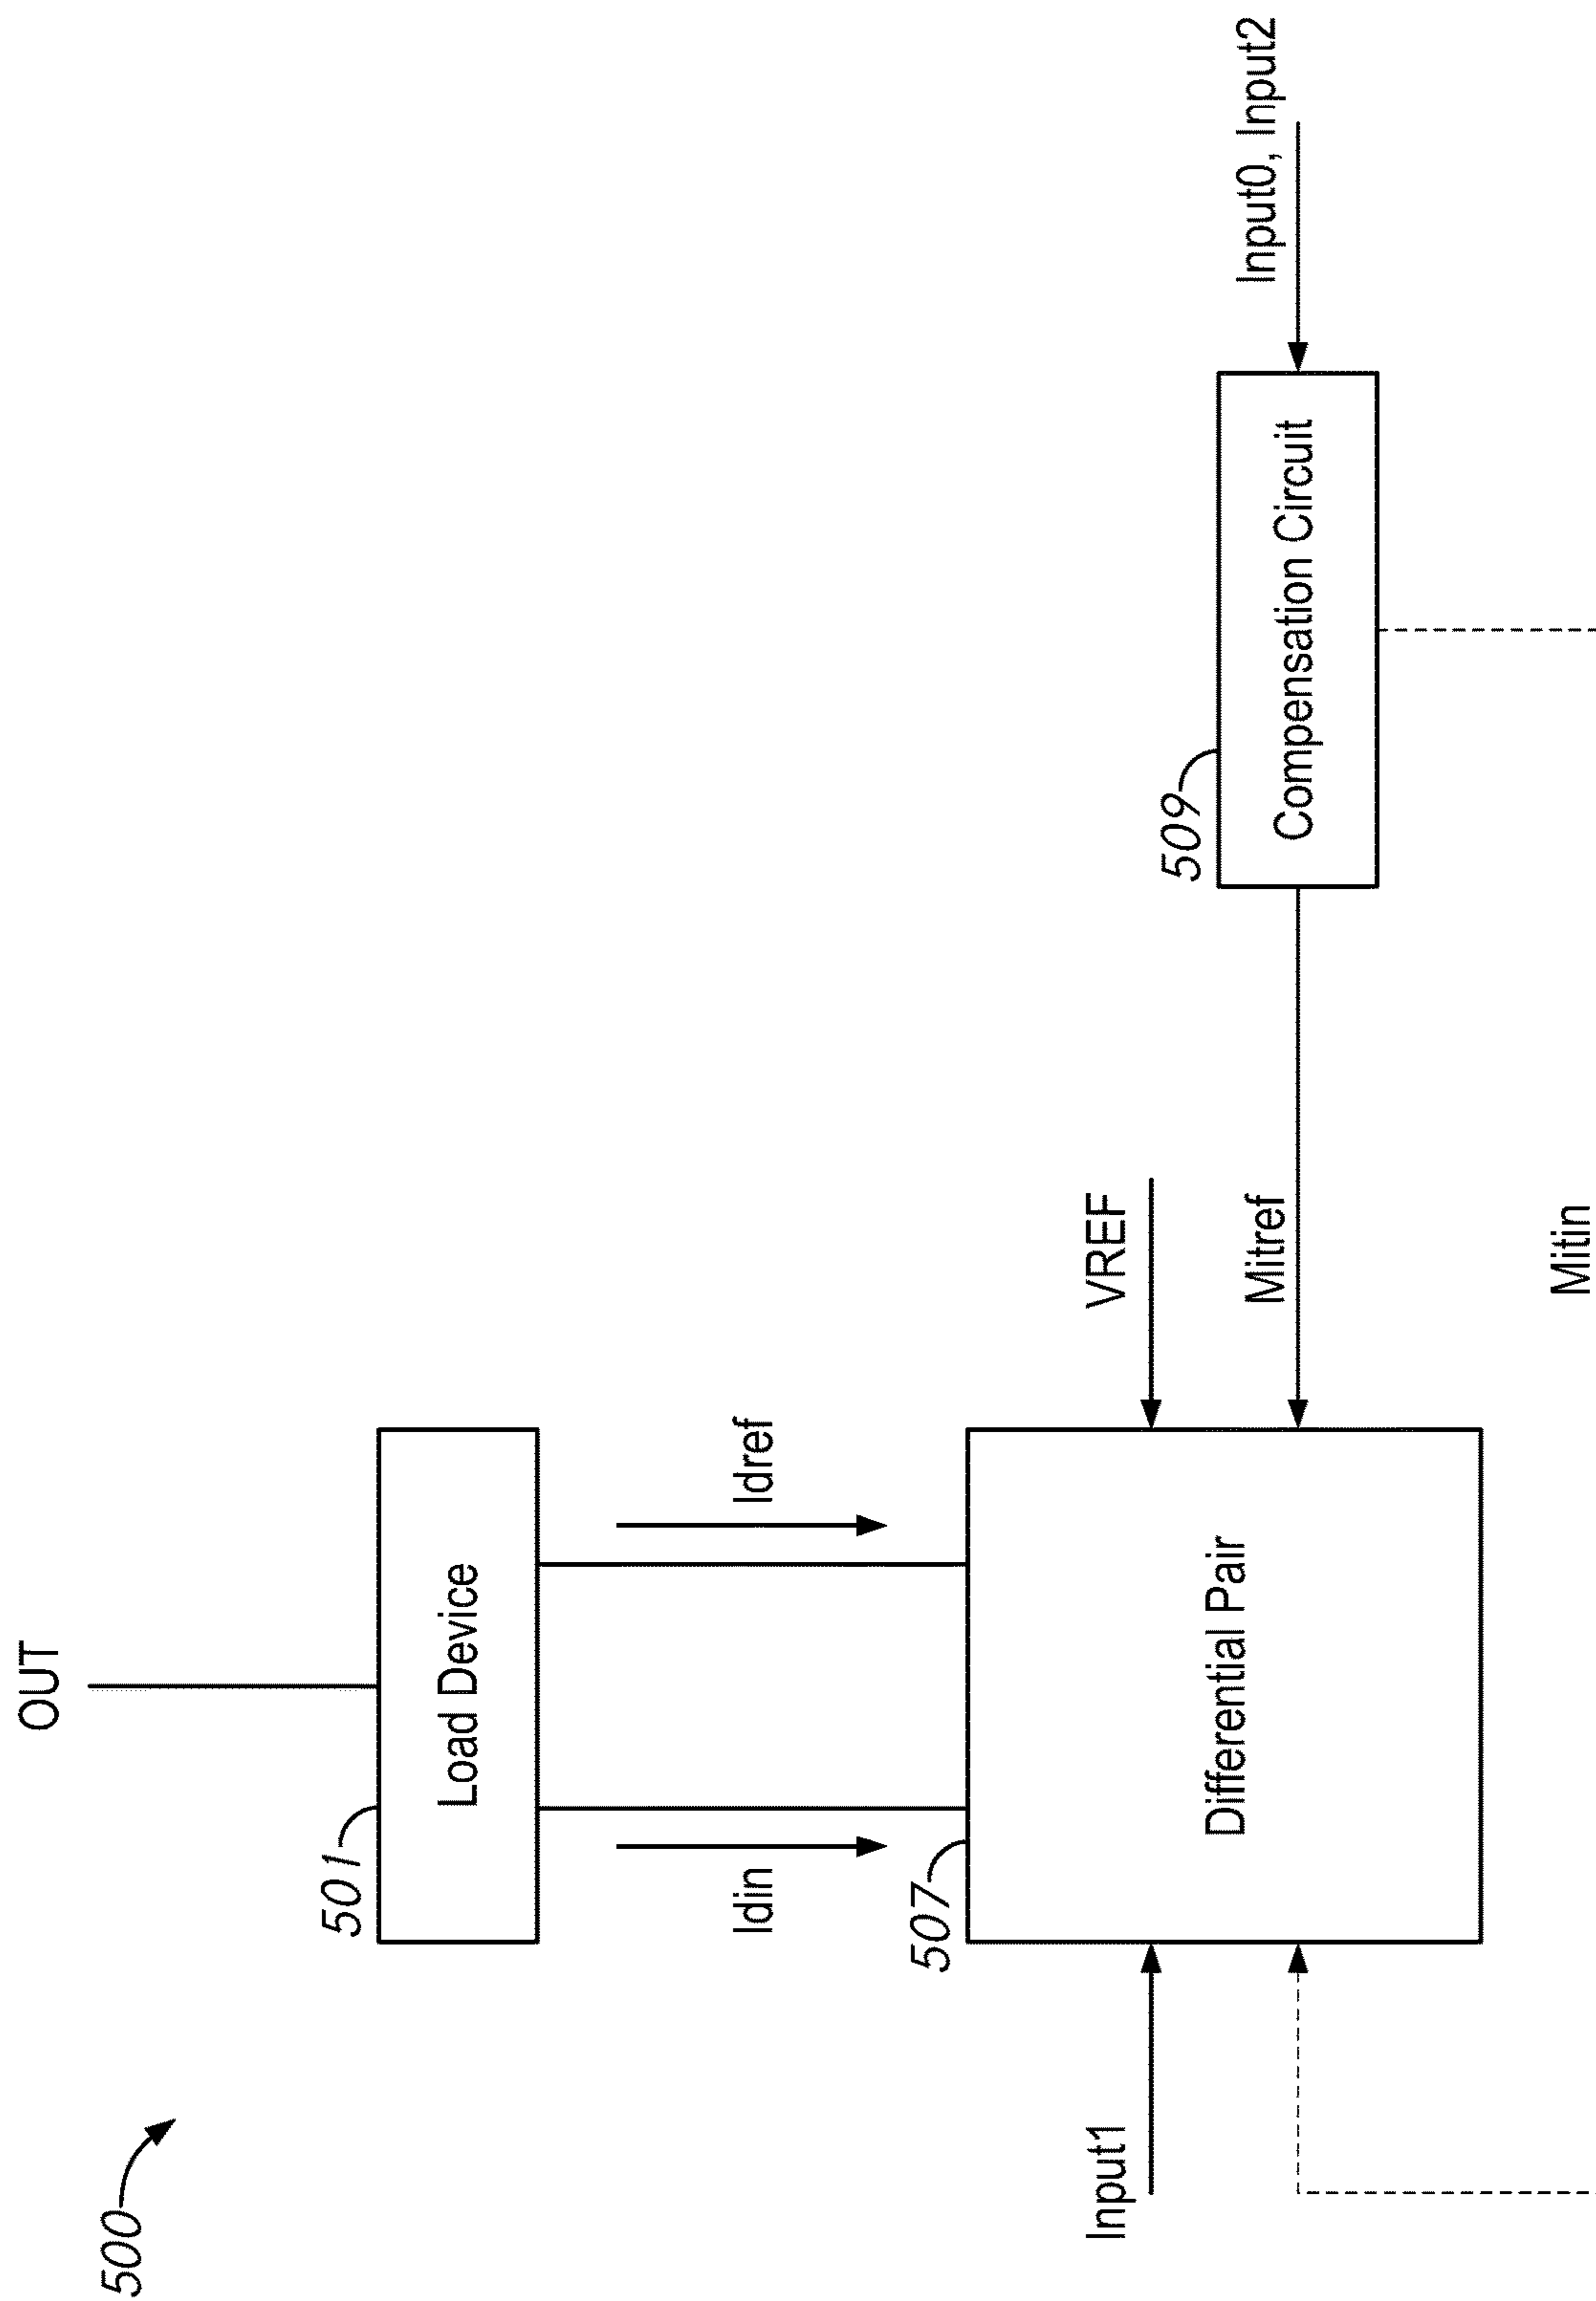 500
OUT
501
Load Device
Idin
Idref
507
Input1
VREF
Differential Pair
Mitref
509
Input0, Input2
Compensation Circuit
Mitin